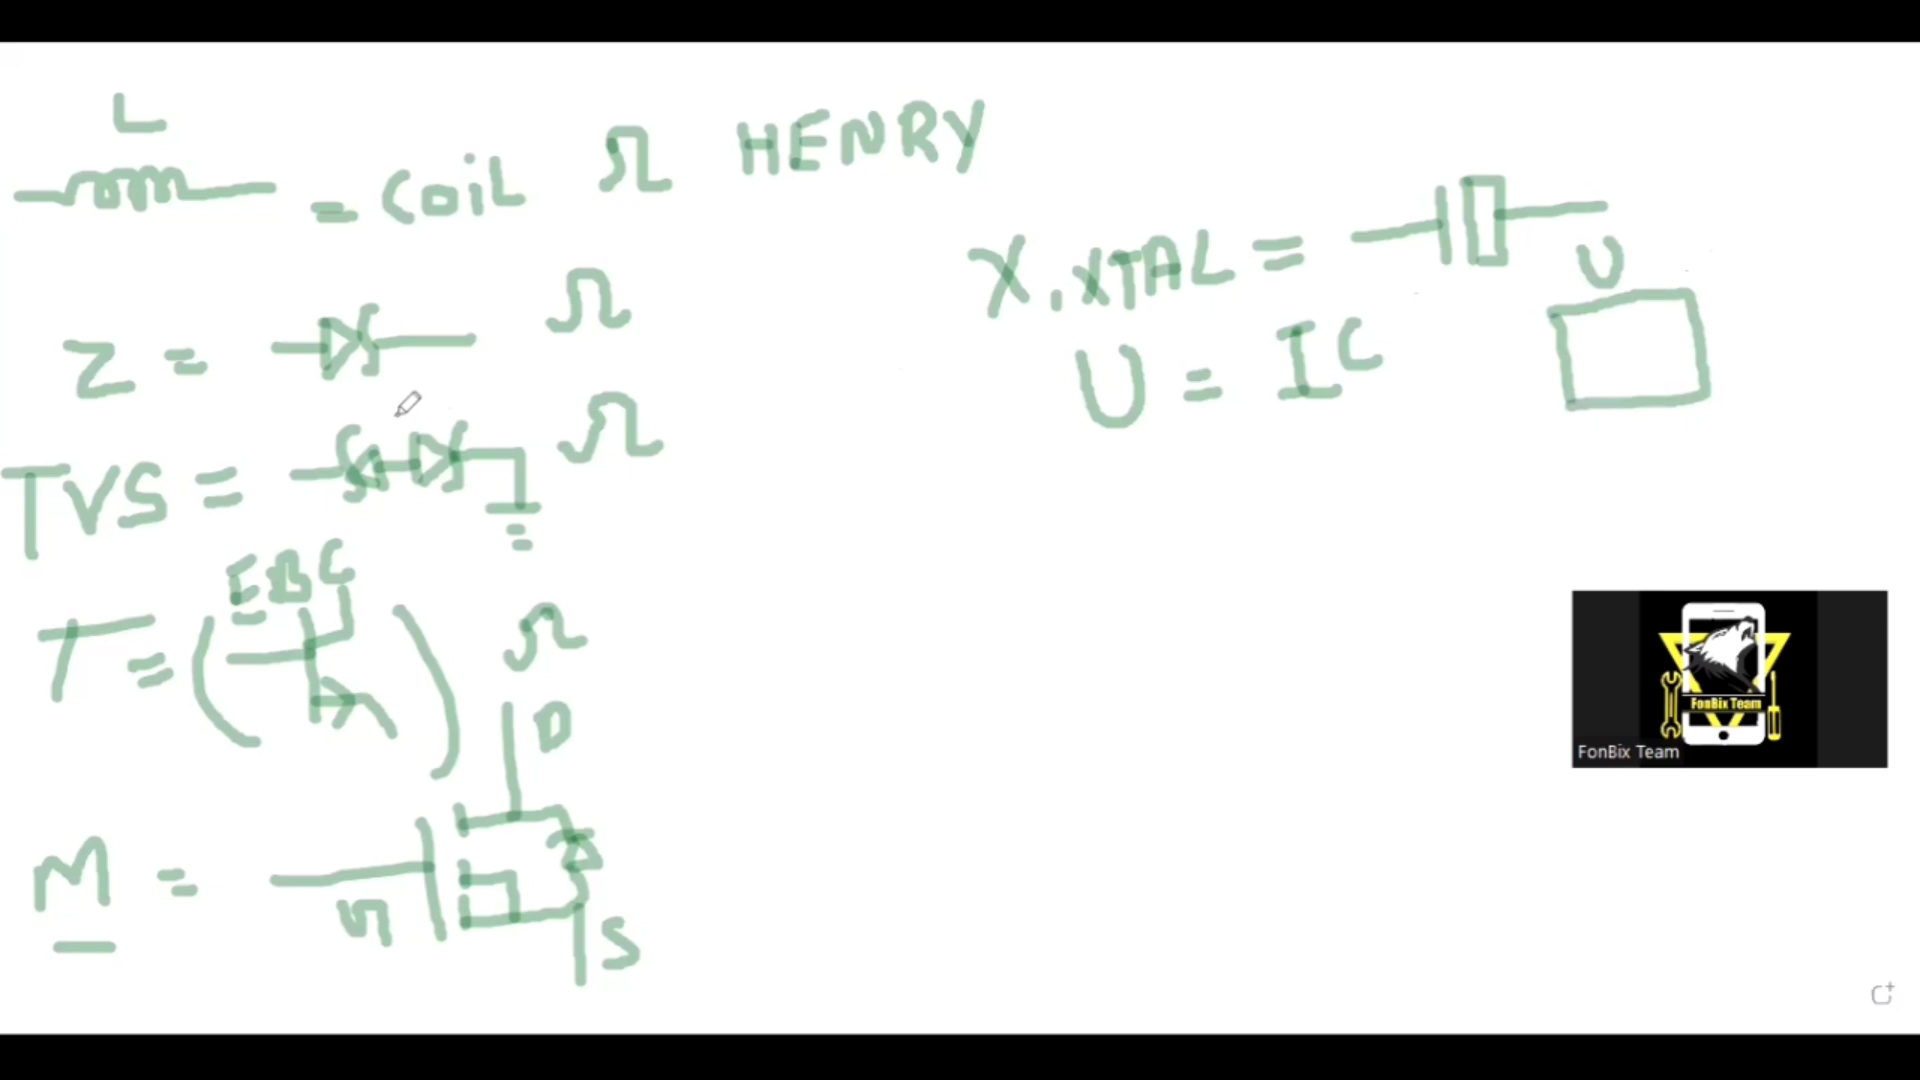 L
= COIL Ω HENRY
Z = Ω
TVS = Ω
EBC
T = ( ) Ω
D
M =
G
S
X, XTAL =
U
U = IC
FonBix Team
FonBix Team